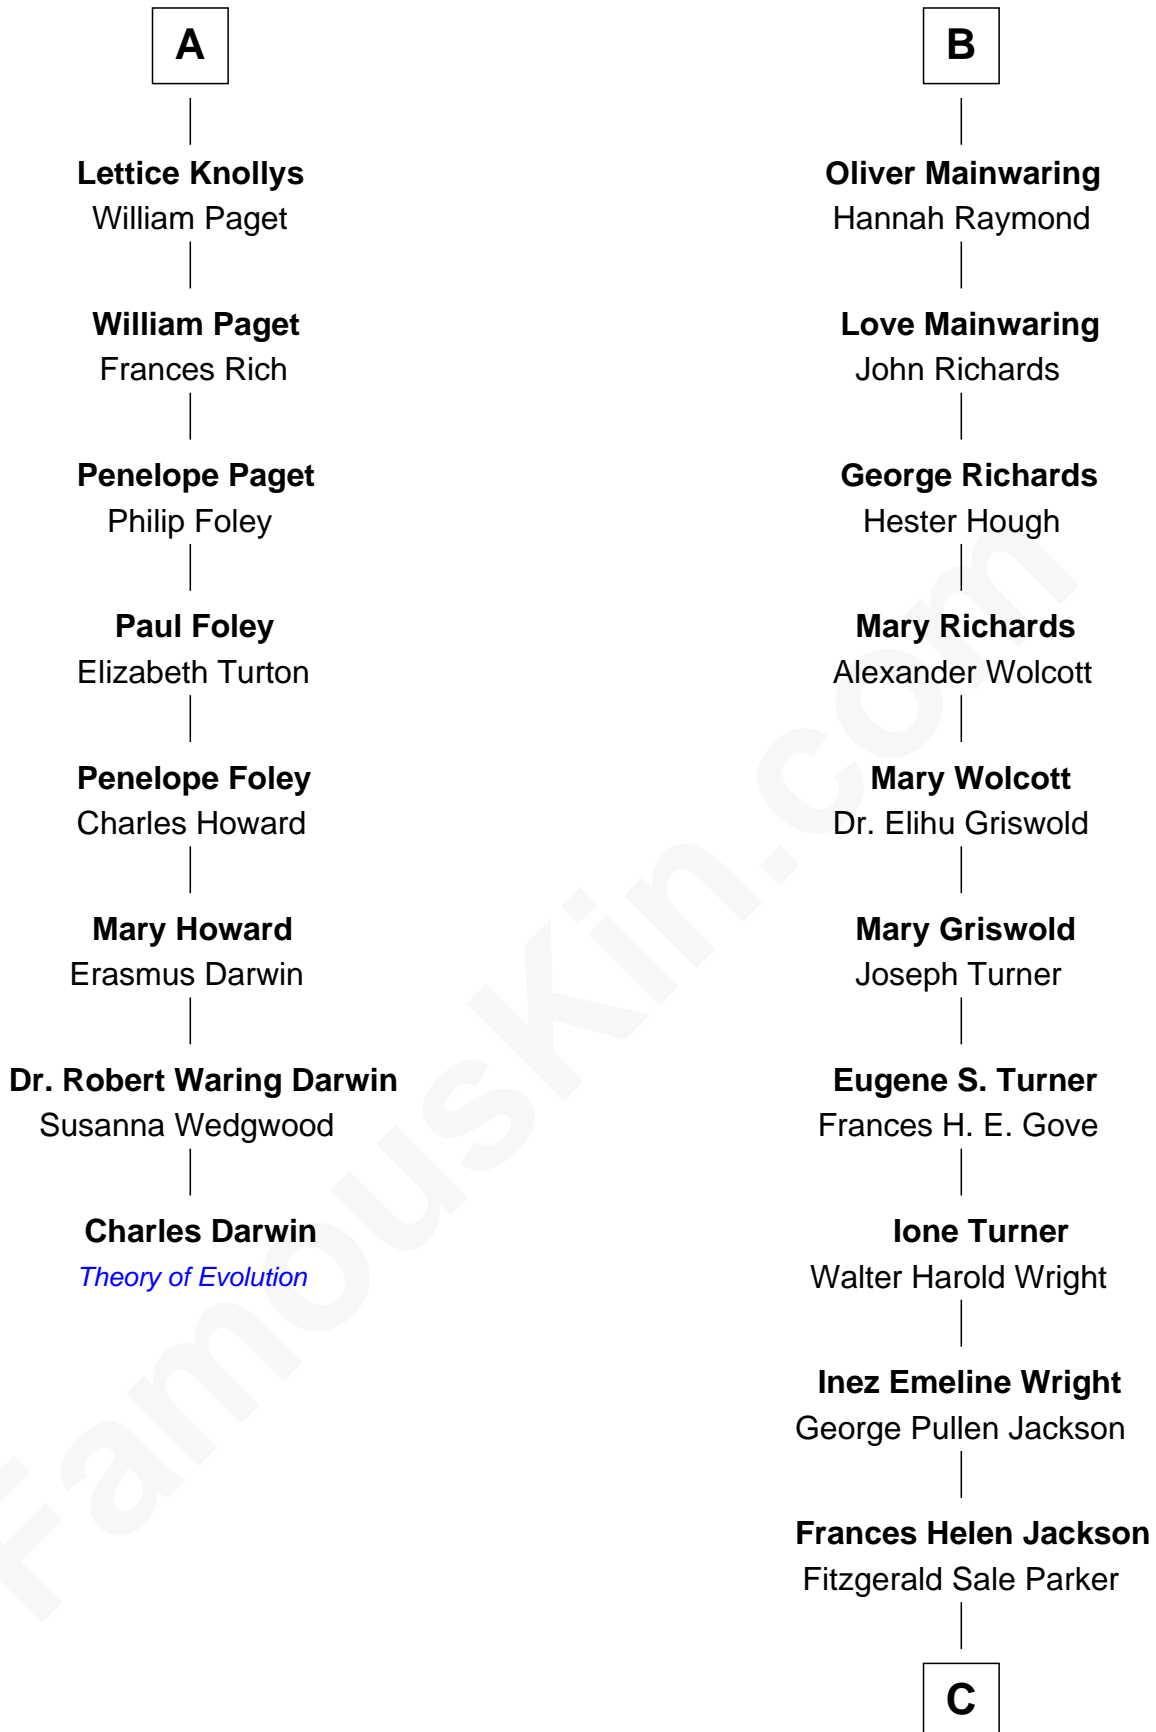 A
Lettice Knollys
William Paget
William Paget
Frances Rich
Penelope Paget
Philip Foley
Paul Foley
Elizabeth Turton
Penelope Foley
Charles Howard
Mary Howard
Erasmus Darwin
Dr. Robert Waring Darwin
Susanna Wedgwood
Charles Darwin
Theory of Evolution
B
Oliver Mainwaring
Hannah Raymond
Love Mainwaring
John Richards
George Richards
Hester Hough
Mary Richards
Alexander Wolcott
Mary Wolcott
Dr. Elihu Griswold
Mary Griswold
Joseph Turner
Eugene S. Turner
Frances H. E. Gove
Ione Turner
Walter Harold Wright
Inez Emeline Wright
George Pullen Jackson
Frances Helen Jackson
Fitzgerald Sale Parker
C
FamousKin.com